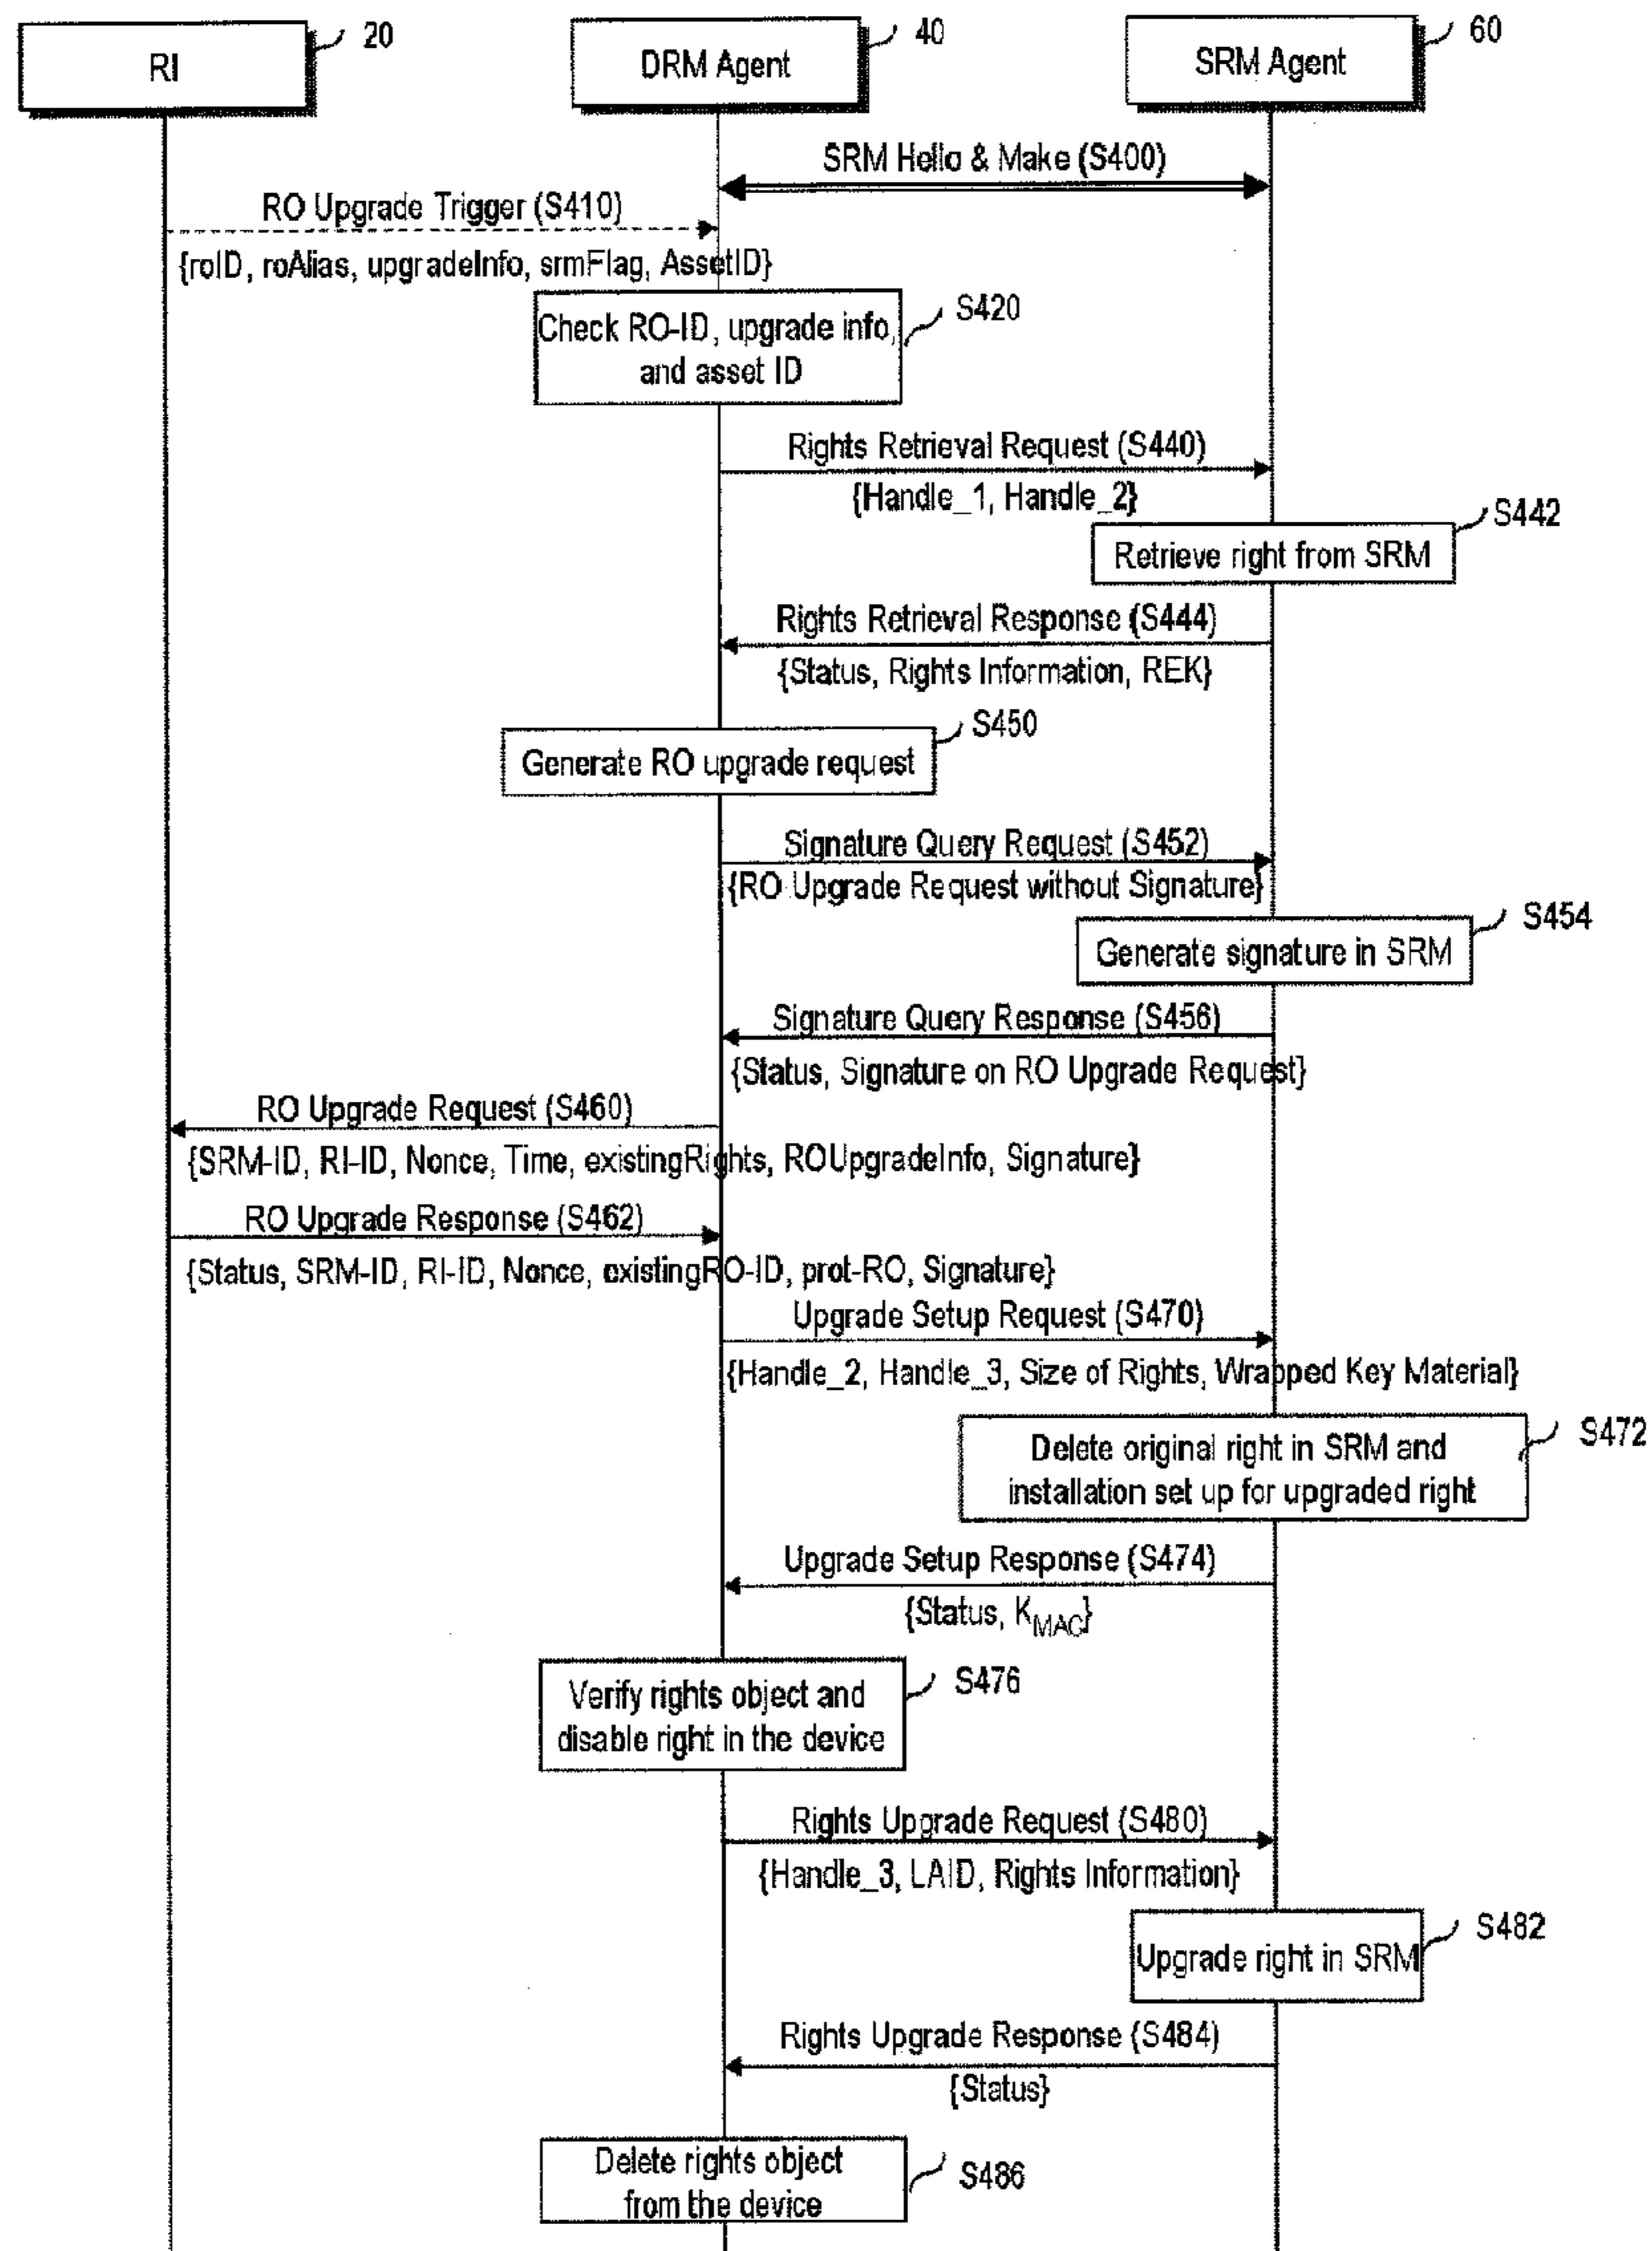 RI
20
DRM Agent
40
SRM Agent
60
SRM Hello & Make (S400)
RO Upgrade Trigger (S410)
{roID, roAlias, upgradeInfo, srmFlag, AssetID}
Check RO-ID, upgrade info,
and asset ID
S420
Rights Retrieval Request (S440)
{Handle_1, Handle_2}
S442
Retrieve right from SRM
Rights Retrieval Response (S444)
{Status, Rights Information, REK}
S450
Generate RO upgrade request
Signature Query Request (S452)
{RO Upgrade Request without Signature}
S454
Generate signature in SRM
Signature Query Response (S456)
{Status, Signature on RO Upgrade Request}
RO Upgrade Request (S460)
{SRM-ID, RI-ID, Nonce, Time, existingRights, ROUpgradeInfo, Signature}
RO Upgrade Response (S462)
{Status, SRM-ID, RI-ID, Nonce, existingRO-ID, prot-RO, Signature}
Upgrade Setup Request (S470)
{Handle_2, Handle_3, Size of Rights, Wrapped Key Material}
S472
Delete original right in SRM and
installation set up for upgraded right
Upgrade Setup Response (S474)
{Status, KMAC}
S476
Verify rights object and
disable right in the device
Rights Upgrade Request (S480)
{Handle_3, LAID, Rights Information}
S482
Upgrade right in SRM
Rights Upgrade Response (S484)
{Status}
Delete rights object
from the device
S486